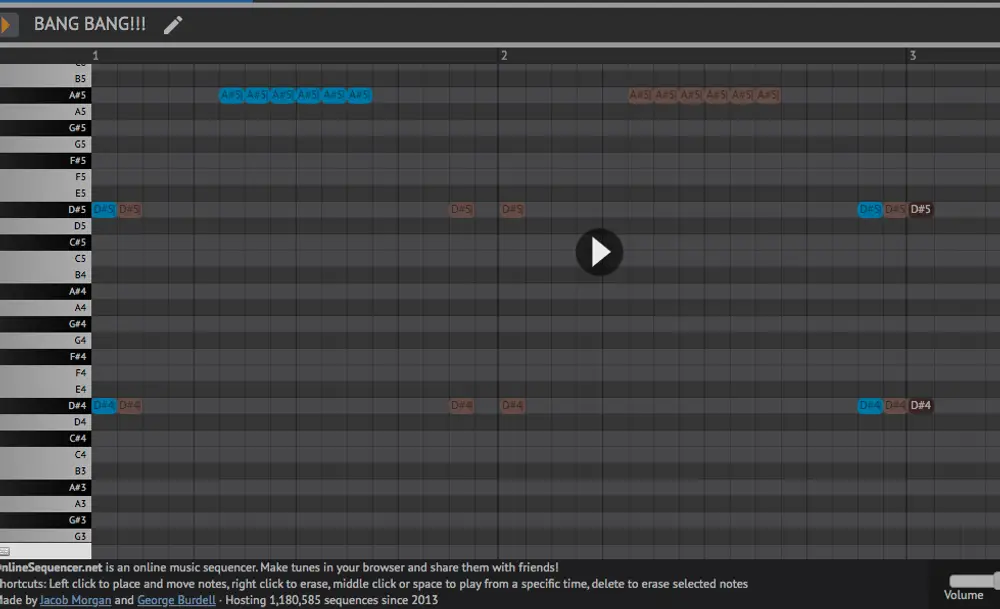 BANG BANG!!!
1 2 3
B5
A#5 A#5 A#5 A#5 A#5 A#5 A#5 A#5 A#5 A#5 A#5 A#5 A#5
A5
G#5
G5
F#5
F5
E5
D#5 D#5 D#5 D#5 D#5 D#5 D#5 D#5
D5
C#5
C5
B4
A#4
A4
G#4
G4
F#4
F4
E4
D#4 D#4 D#4 D#4 D#4 D#4 D#4 D#4
D4
C#4
C4
B3
A#3
A3
G#3
G3
nlineSequencer.net is an online music sequencer. Make tunes in your browser and share them with friends!
hortcuts: Left click to place and move notes, right click to erase, middle click or space to play from a specific time, delete to erase selected notes
ade by Jacob Morgan and George Burdell · Hosting 1,180,585 sequences since 2013
Volume